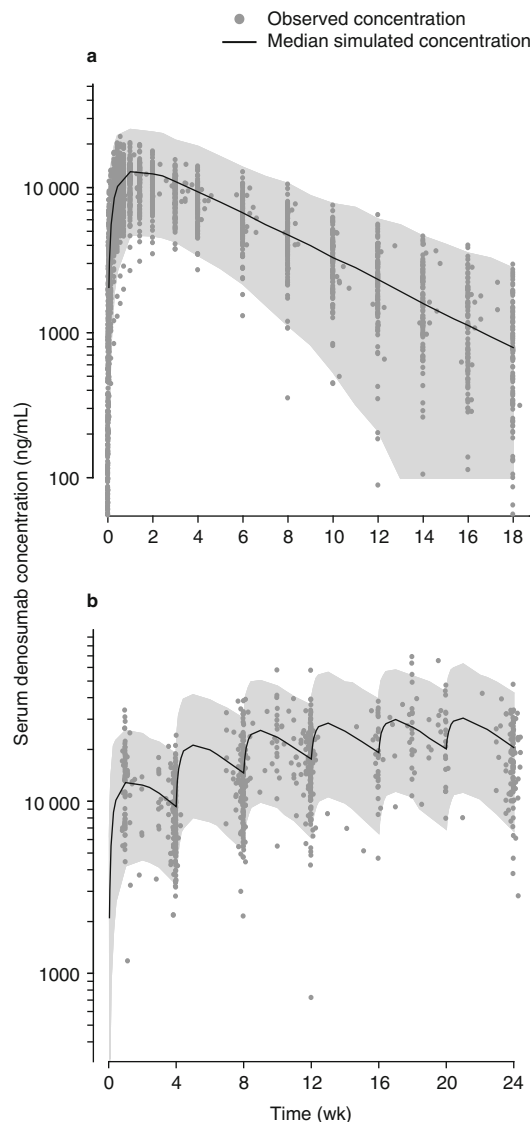 Observed concentration
Median simulated concentration
a
10 000
1000
100
0 2 4 6 8 10 12 14 16 18
Serum denosumab concentration (ng/mL)
b
10 000
1000
0 4 8 12 16 20 24
Time (wk)